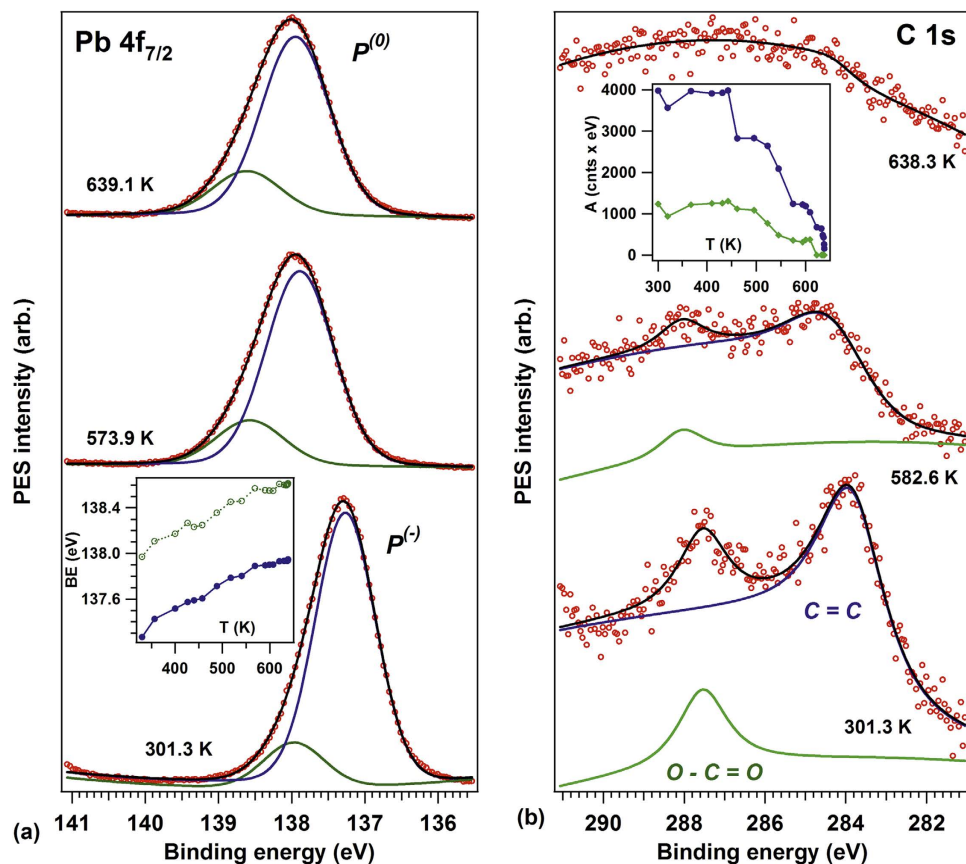 Pb 4f7/2
P(0)
639.1 K
573.9 K
138.4
138.0
137.6
BE (eV)
T (K)
400 500 600
P(-)
301.3 K
PES intensity (arb.)
141 140 139 138 137 136
(a)
Binding energy (eV)
C 1s
638.3 K
4000
3000
2000
1000
0
A (cnts x eV)
T (K)
300 400 500 600
582.6 K
C = C
301.3 K
O - C = O
PES intensity (arb.)
290 288 286 284 282
(b)
Binding energy (eV)